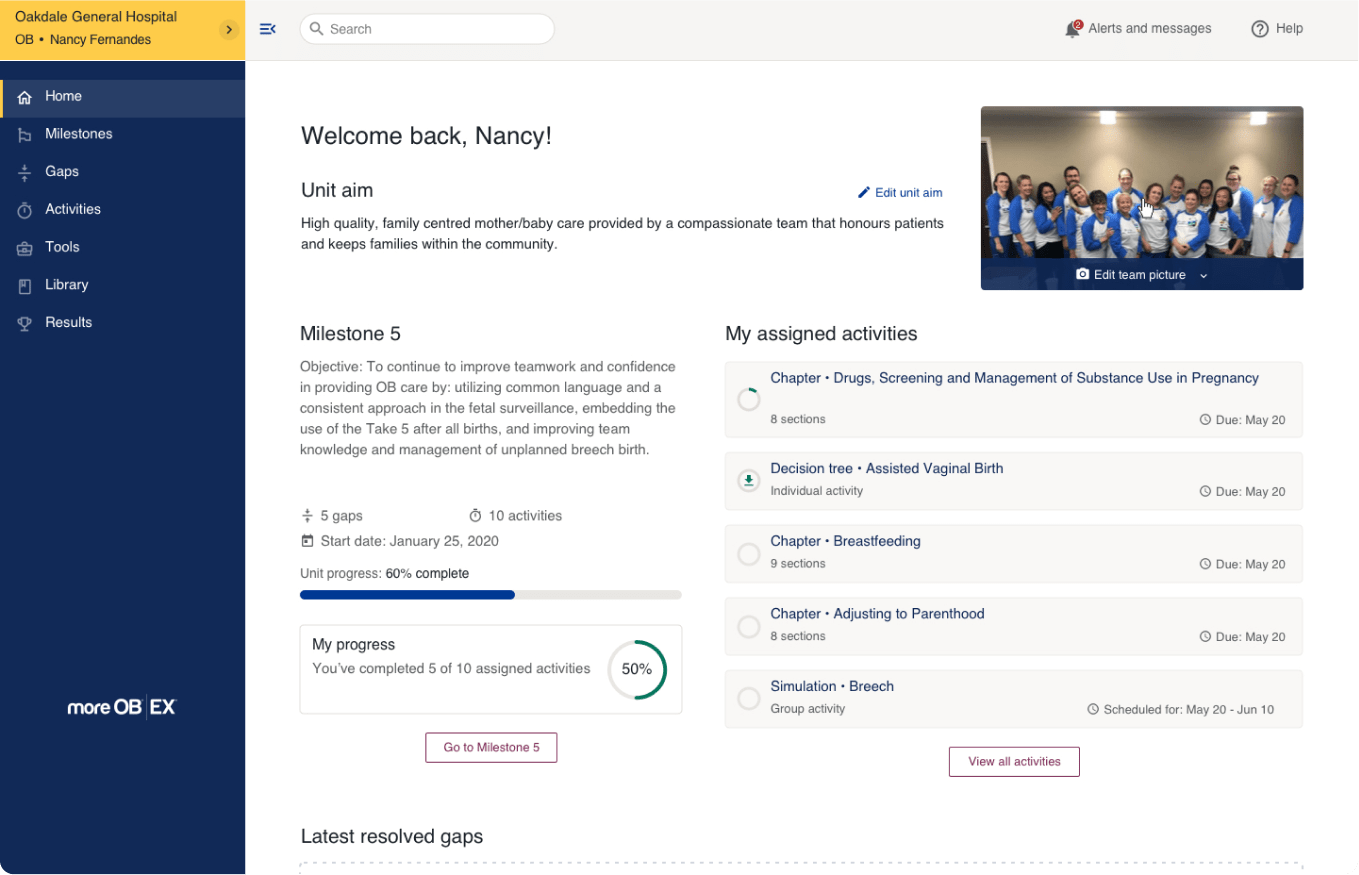 Oakdale General Hospital
OB • Nancy Fernandes
Search
2
Alerts and messages
Help
Home
Milestones
Gaps
Activities
Tools
Library
Results
more OB EX
Welcome back, Nancy!
Unit aim
Edit unit aim
High quality, family centred mother/baby care provided by a compassionate team that honours patients
and keeps families within the community.
Edit team picture
Milestone 5
Objective: To continue to improve teamwork and confidence
in providing OB care by: utilizing common language and a
consistent approach in the fetal surveillance, embedding the
use of the Take 5 after all births, and improving team
knowledge and management of unplanned breech birth.
5 gaps
10 activities
Start date: January 25, 2020
Unit progress: 60% complete
My progress
You've completed 5 of 10 assigned activities
50%
Go to Milestone 5
My assigned activities
Chapter • Drugs, Screening and Management of Substance Use in Pregnancy
8 sections
Due: May 20
Decision tree • Assisted Vaginal Birth
Individual activity
Due: May 20
Chapter • Breastfeeding
9 sections
Due: May 20
Chapter • Adjusting to Parenthood
8 sections
Due: May 20
Simulation • Breech
Group activity
Scheduled for: May 20 - Jun 10
View all activities
Latest resolved gaps